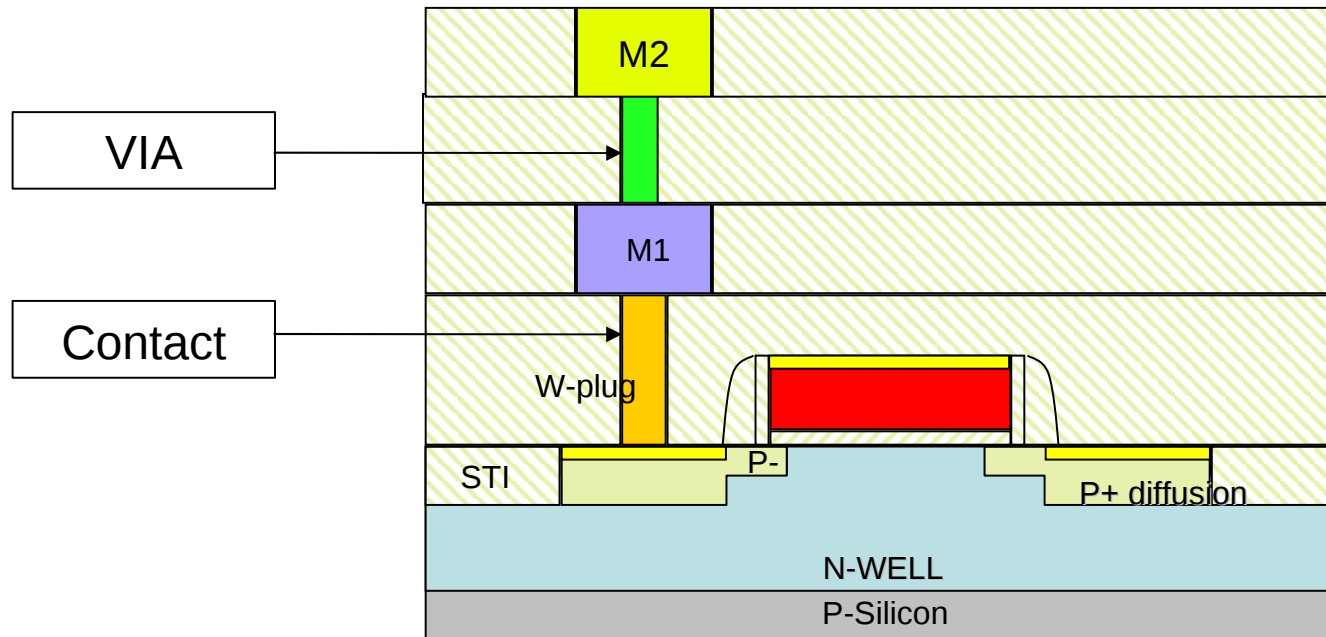 M2
VIA
M1
Contact
W-plug
P-
STI
P+ diffusion
N-WELL
P-Silicon